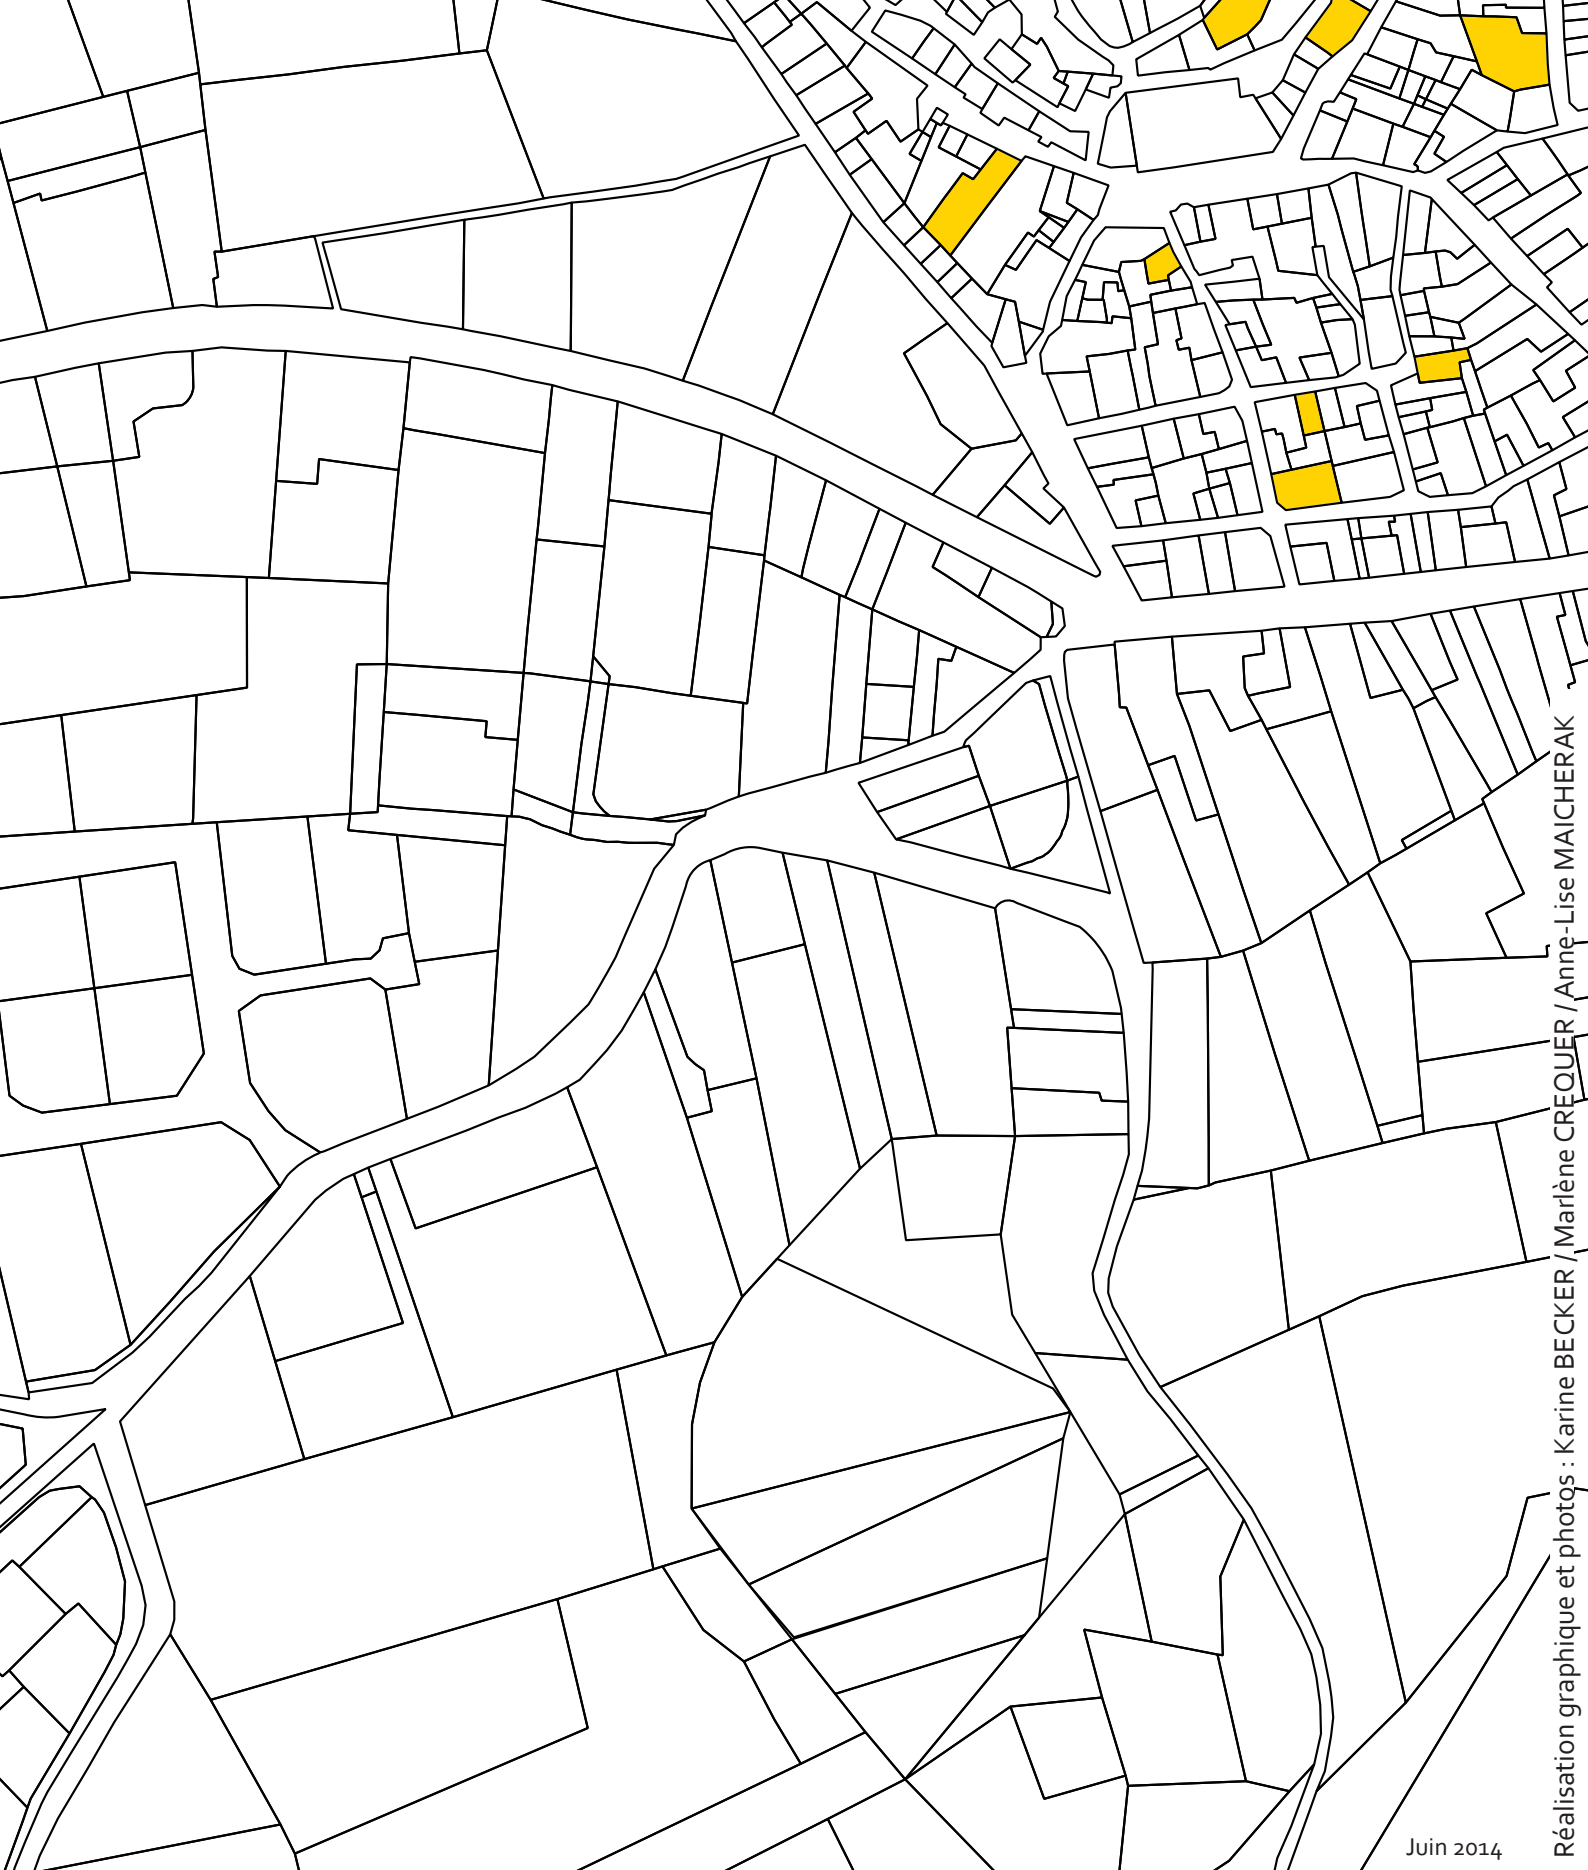 Réalisation graphique et photos : Karine BECKER / Marlène CREQUER / Anne-Lise MAICHERAK
Juin 2014